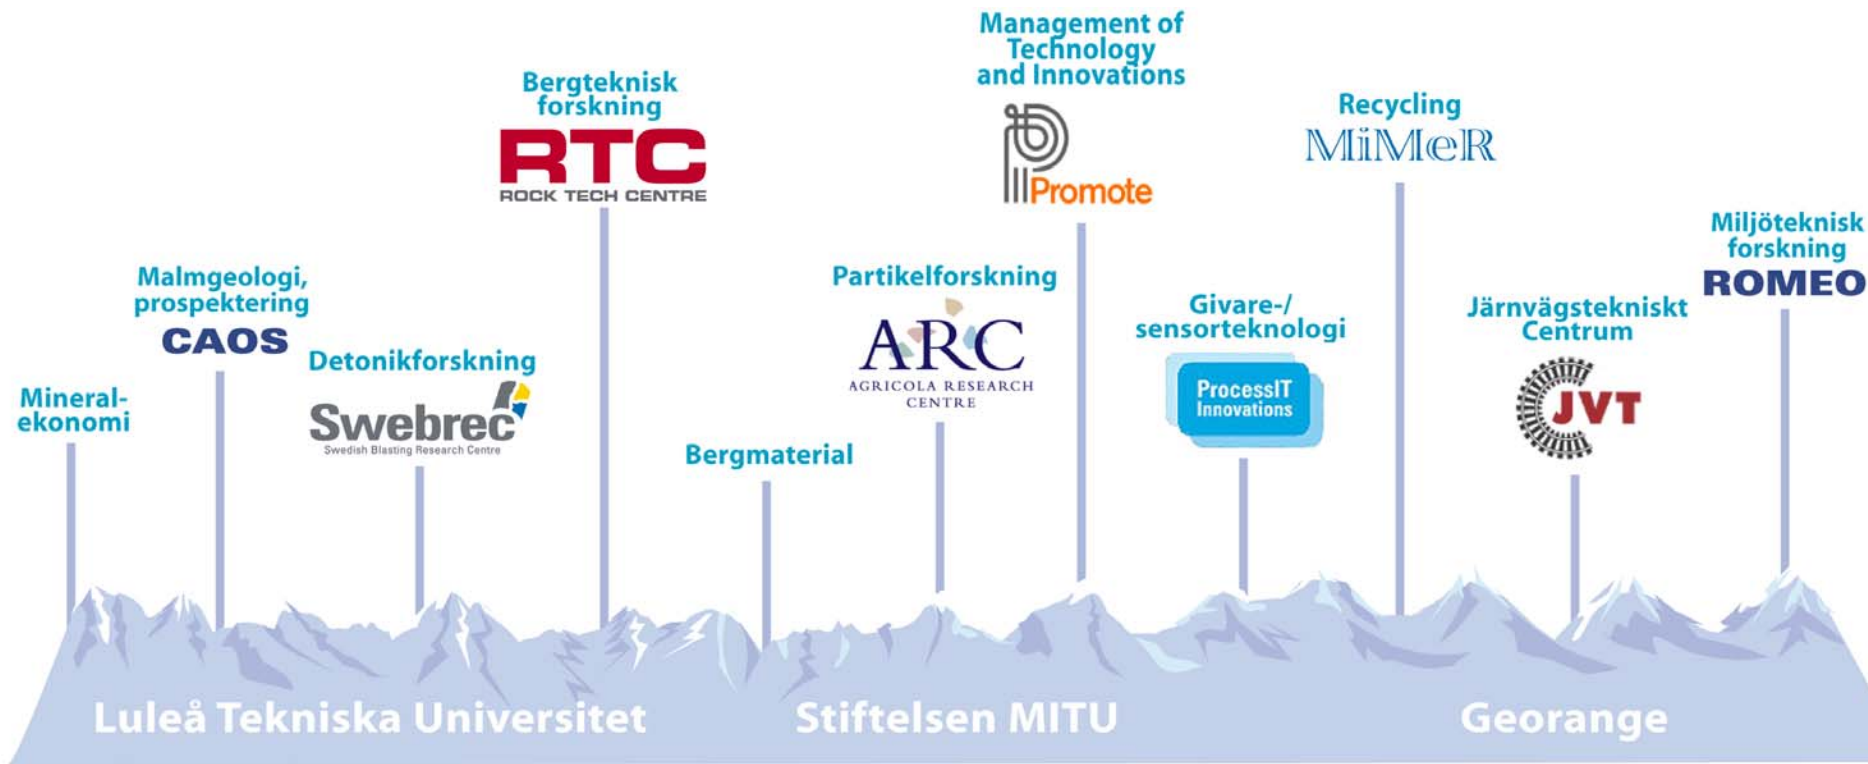 Mineral-
ekonomi
Malmgeologi,
prospektering
CAOS
Detonikforskning
Swebrec
Swedish Blasting Research Centre
Bergteknisk
forskning
RTC
ROCK TECH CENTRE
Bergmaterial
Partikelforskning
ARC
AGRICOLA RESEARCH
CENTRE
Management of
Technology
and Innovations
Promote
Givare-/
sensorteknologi
ProcessIT
Innovations
Recycling
MiMeR
Järnvägstekniskt
Centrum
JVT
Miljöteknisk
forskning
ROMEO
Luleå Tekniska Universitet
Stiftelsen MITU
Georange